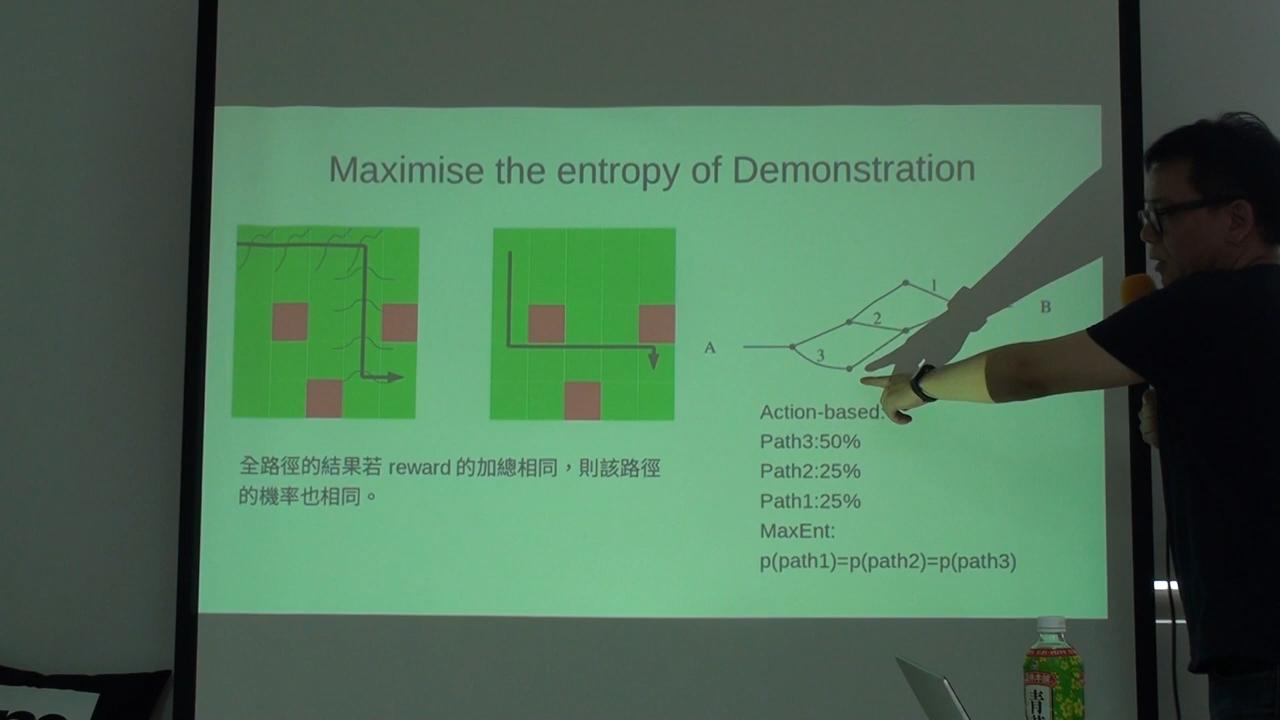 Maximise the entropy of Demonstration
全路徑的結果若 reward 的加總相同，則該路徑
的機率也相同。
A
1
2
3
B
Action-based:
Path3:50%
Path2:25%
Path1:25%
MaxEnt:
p(path1)=p(path2)=p(path3)